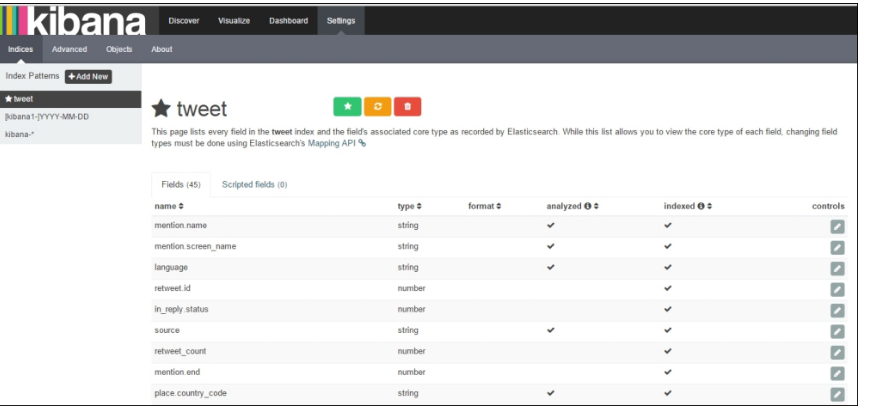 kibana Discover Visualize Dashboard Settings
Indices Advanced Objects About
Index Patterns Add New
tweet
[kibana1-]YYYY-MM-DD
kibana-*
tweet
This page lists every field in the tweet index and the field's associated core type as recorded by Elasticsearch. While this list allows you to view the core type of each field, changing field
types must be done using Elasticsearch's Mapping API
Fields (45) Scripted fields (0)
name type format analyzed indexed controls
mention.name string
mention.screen_name string
language string
retweet.id number
in_reply.status number
source string
retweet_count number
mention.end number
place.country_code string